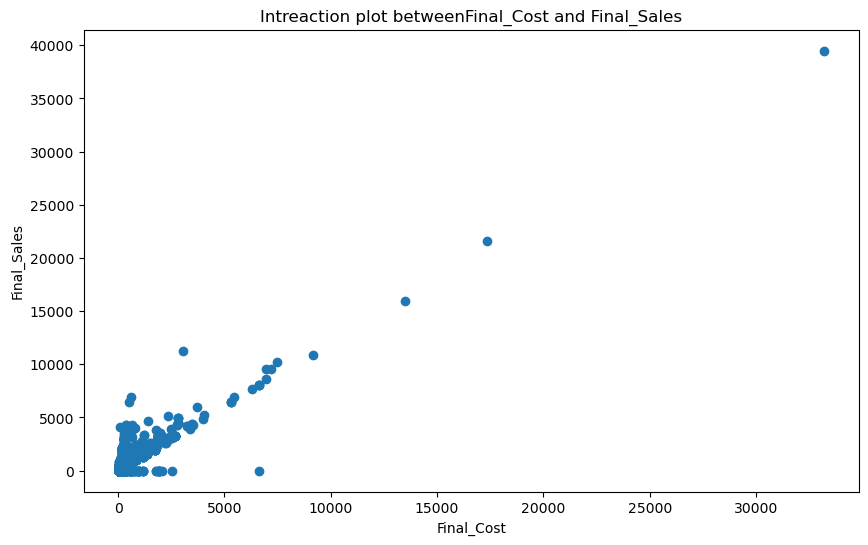 Intreaction plot betweenFinal_Cost and Final_Sales
40000
35000
30000
25000
20000
15000
10000
5000
0
Final_Sales
0 5000 10000 15000 20000 25000 30000
Final_Cost